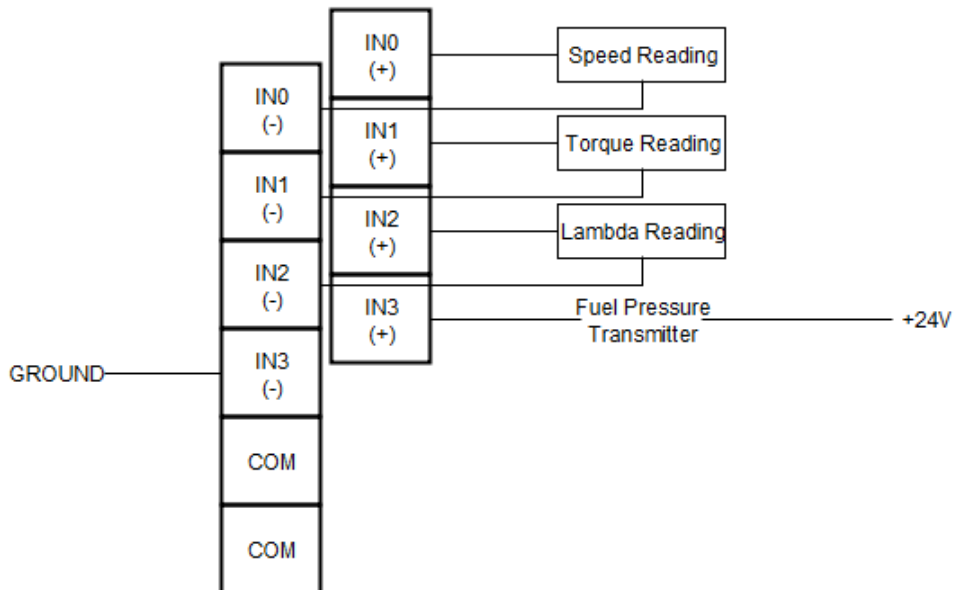 IN0
(+)
Speed Reading
IN0
(-)
IN1
(+)
Torque Reading
IN1
(-)
IN2
(+)
Lambda Reading
IN2
(-)
IN3
(+)
Fuel Pressure
Transmitter
+24V
GROUND
IN3
(-)
COM
COM